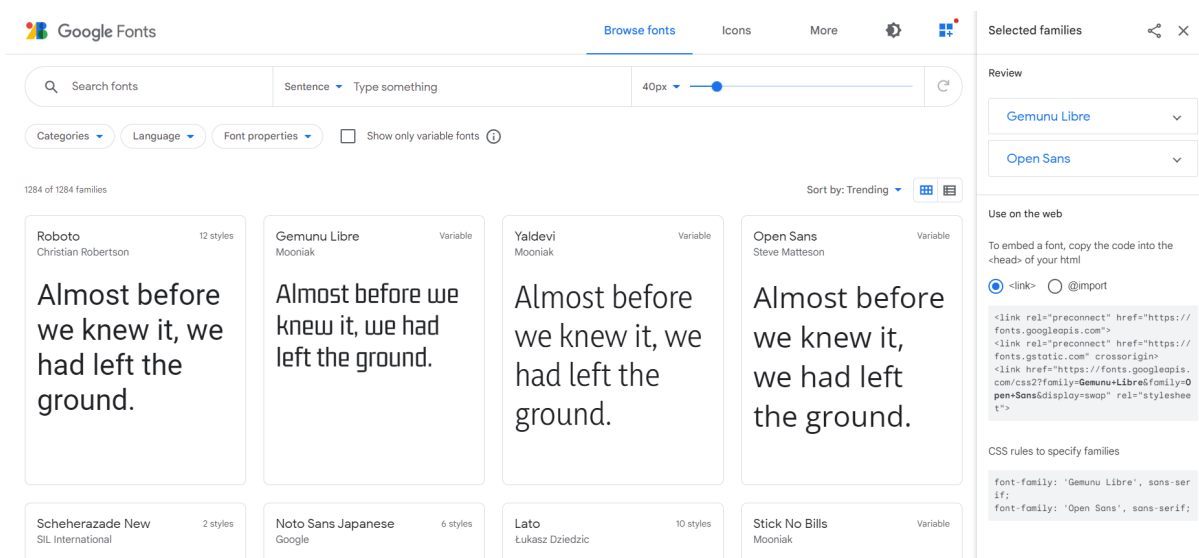 Google Fonts
Browse fonts
Icons
More
Search fonts
Sentence
Type something
40px
Categories
Language
Font properties
Show only variable fonts
1284 of 1284 families
Sort by: Trending
Roboto
12 styles
Christian Robertson
Almost before
we knew it, we
had left the
ground.
Gemunu Libre
Variable
Mooniak
Almost before we
knew it, we had
left the ground.
Yaldevi
Variable
Mooniak
Almost before
we knew it, we
had left the
ground.
Open Sans
Variable
Steve Matteson
Almost before
we knew it,
we had left
the ground.
Scheherazade New
2 styles
SIL International
Noto Sans Japanese
6 styles
Google
Lato
10 styles
Łukasz Dziedzic
Stick No Bills
Variable
Mooniak
Selected families
Review
Gemunu Libre
Open Sans
Use on the web
To embed a font, copy the code into the
<head> of your html
<link>
@import
<link rel="preconnect" href="https://
fonts.googleapis.com">
<link rel="preconnect" href="https://
fonts.gstatic.com" crossorigin>
<link href="https://fonts.googleapis.
com/css2?family=Gemunu+Libre&family=O
pen+Sans&display=swap" rel="styleshee
t">
CSS rules to specify families
font-family: 'Gemunu Libre', sans-ser
if;
font-family: 'Open Sans', sans-serif;